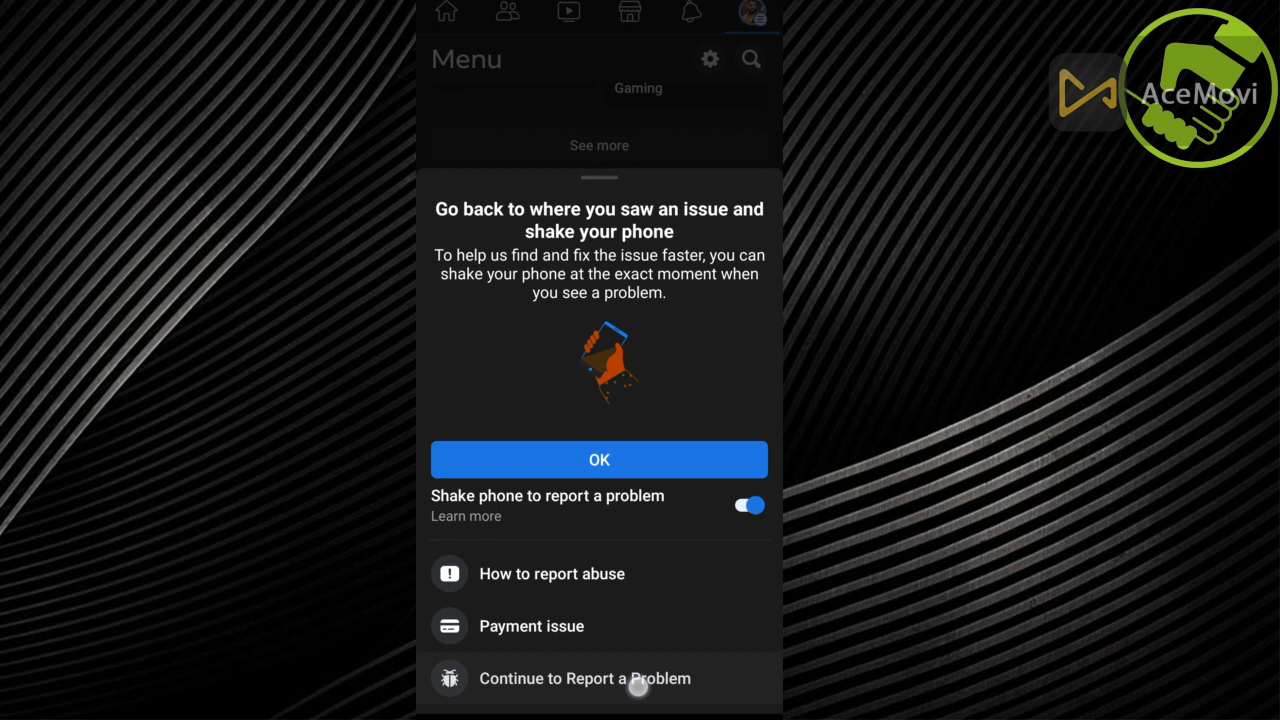 Menu
Gaming
See more
AceMovi
Go back to where you saw an issue and
shake your phone
To help us find and fix the issue faster, you can
shake your phone at the exact moment when
you see a problem.
OK
Shake phone to report a problem
Learn more
How to report abuse
Payment issue
Continue to Report a Problem